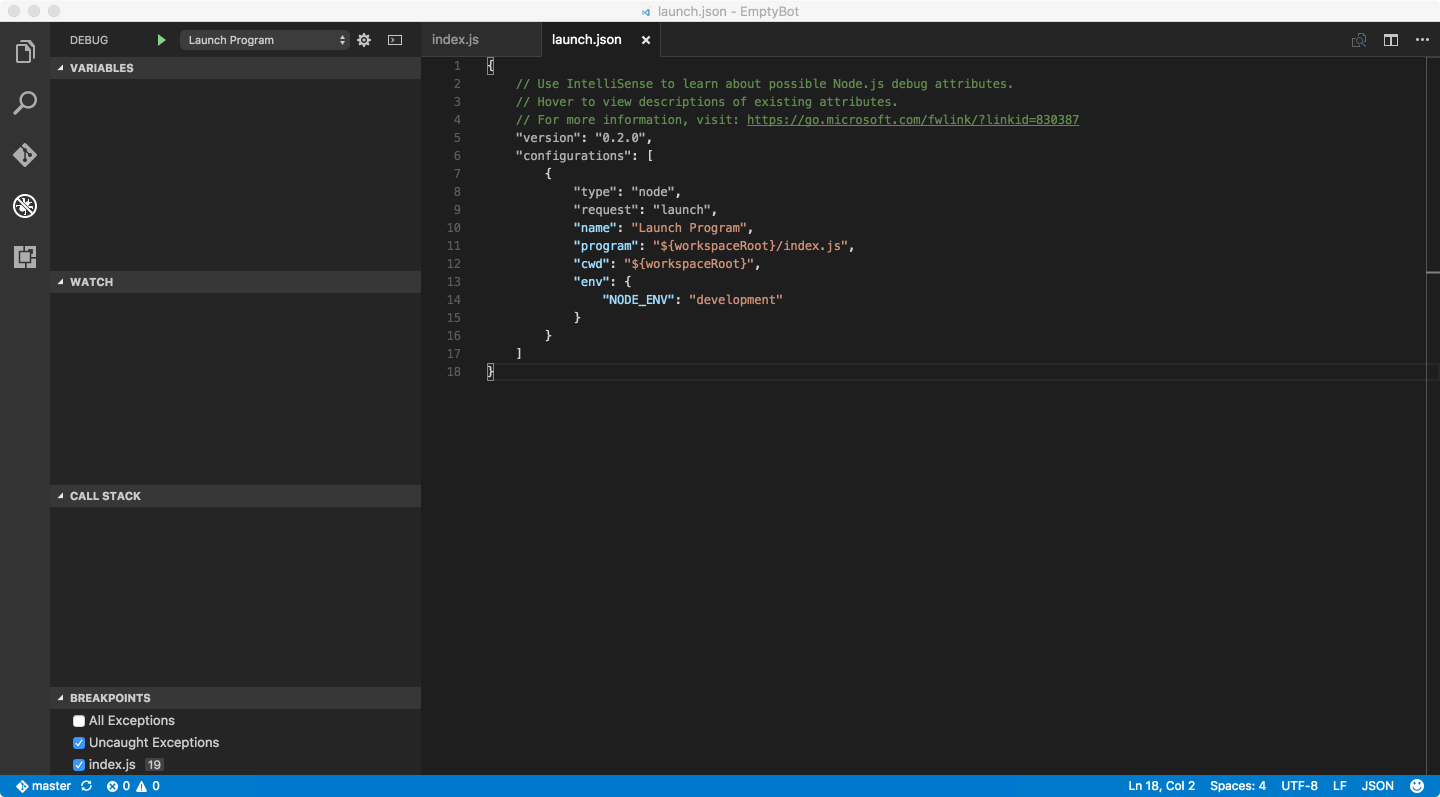 launch.json - EmptyBot
DEBUG Launch Program
VARIABLES
WATCH
CALL STACK
BREAKPOINTS
All Exceptions
Uncaught Exceptions
index.js 19
index.js launch.json
1 {
2     // Use IntelliSense to learn about possible Node.js debug attributes.
3     // Hover to view descriptions of existing attributes.
4     // For more information, visit: https://go.microsoft.com/fwlink/?linkid=830387
5     "version": "0.2.0",
6     "configurations": [
7         {
8             "type": "node",
9             "request": "launch",
10             "name": "Launch Program",
11             "program": "${workspaceRoot}/index.js",
12             "cwd": "${workspaceRoot}",
13             "env": {
14                 "NODE_ENV": "development"
15             }
16         }
17     ]
18 }
master 0 0 Ln 18, Col 2 Spaces: 4 UTF-8 LF JSON